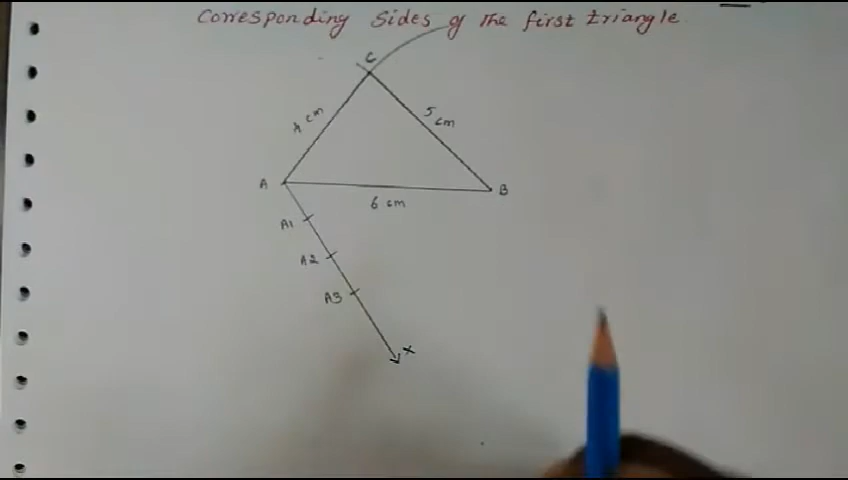 Corresponding Sides of the first triangle.
C
4 cm
5 cm
A
B
6 cm
A1
A2
A3
X